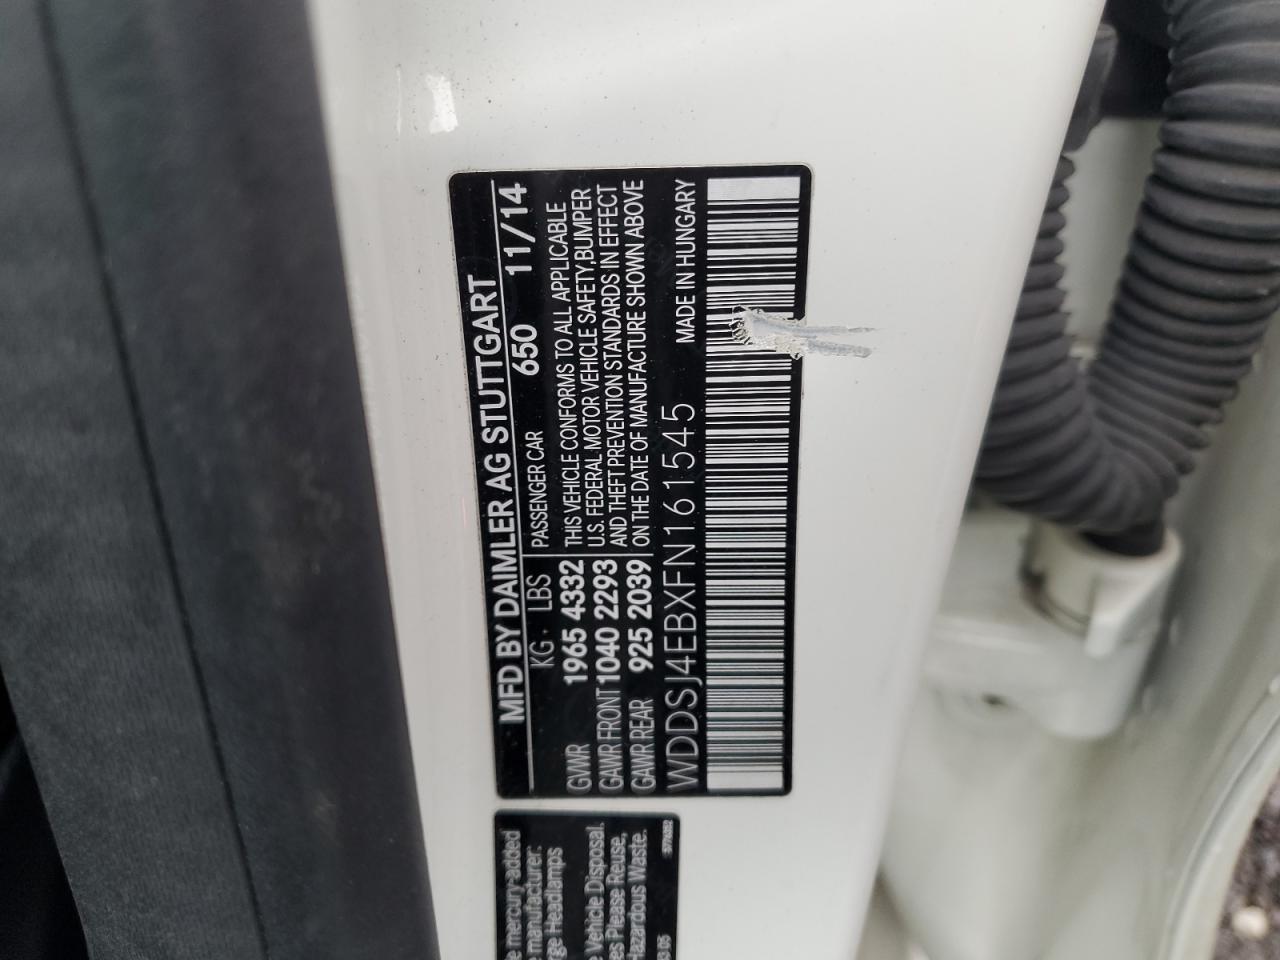 MFD BY DAIMLER AG STUTTGART
650 11/14
KG LBS PASSENGER CAR
GVWR 1965 4332 THIS VEHICLE CONFORMS TO ALL APPLICABLE
U.S. FEDERAL MOTOR VEHICLE SAFETY,BUMPER
GAWR FRONT 1040 2293 AND THEFT PREVENTION STANDARDS IN EFFECT
GAWR REAR 925 2039 ON THE DATE OF MANUFACTURE SHOWN ABOVE
WDDSJ4EBXFN161545 MADE IN HUNGARY
mercury-added
manufacturer:
Headlamps
Vehicle Disposal.
Please Reuse,
Hazardous Waste.